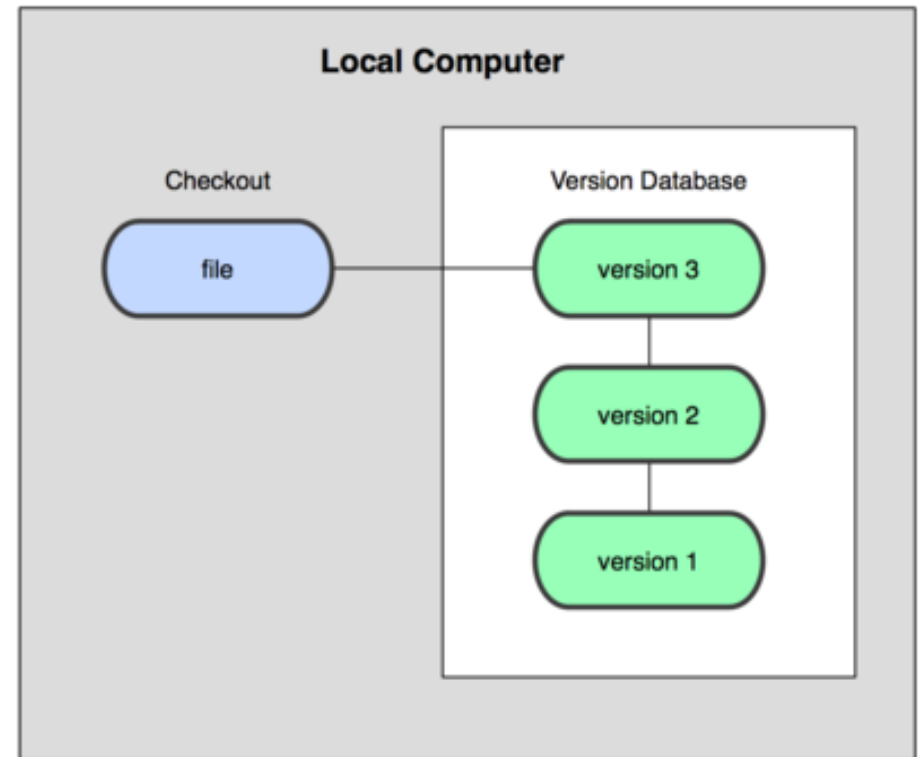 Local Computer
Checkout
Version Database
file
version 3
version 2
version 1